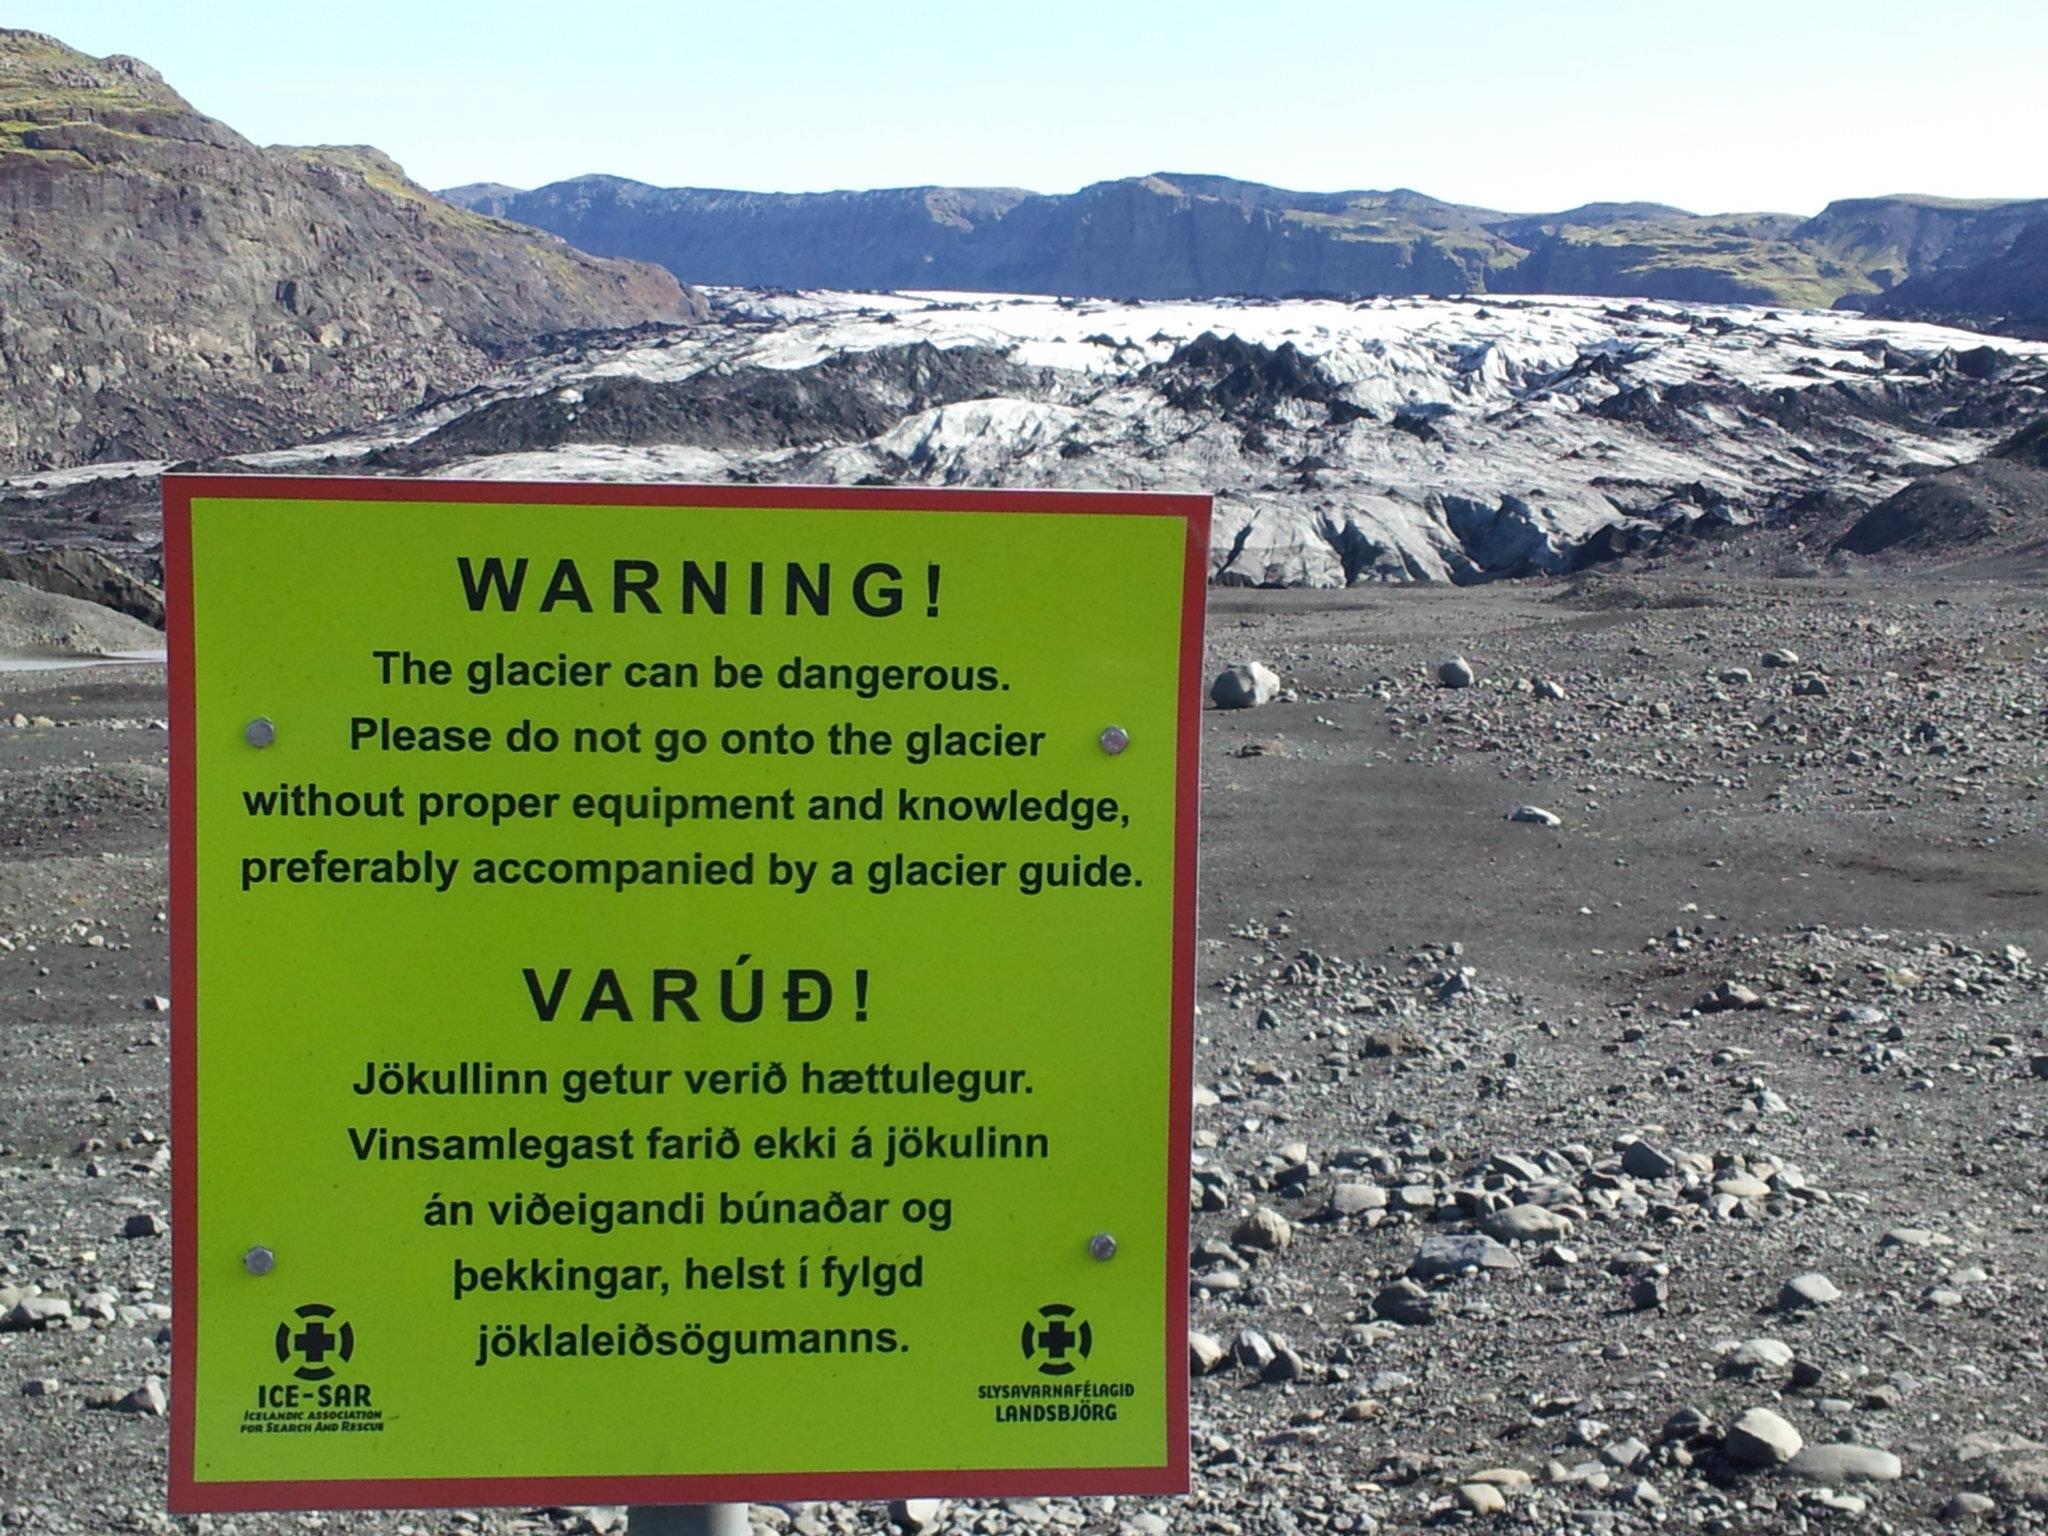 WARNING!
The glacier can be dangerous.
Please do not go onto the glacier
without proper equipment and knowledge,
preferably accompanied by a glacier guide.
VARÚÐ!
Jökullinn getur verið hættulegur.
Vinsamlegast farið ekki á jökulinn
án viðeigandi búnaðar og
þekkingar, helst í fylgd
jöklaleiðsögumanns.
ICE-SAR
ICELANDIC ASSOCIATION
FOR SEARCH AND RESCUE
SLYSAVARNAFÉLAGIÐ
LANDSBJÖRG